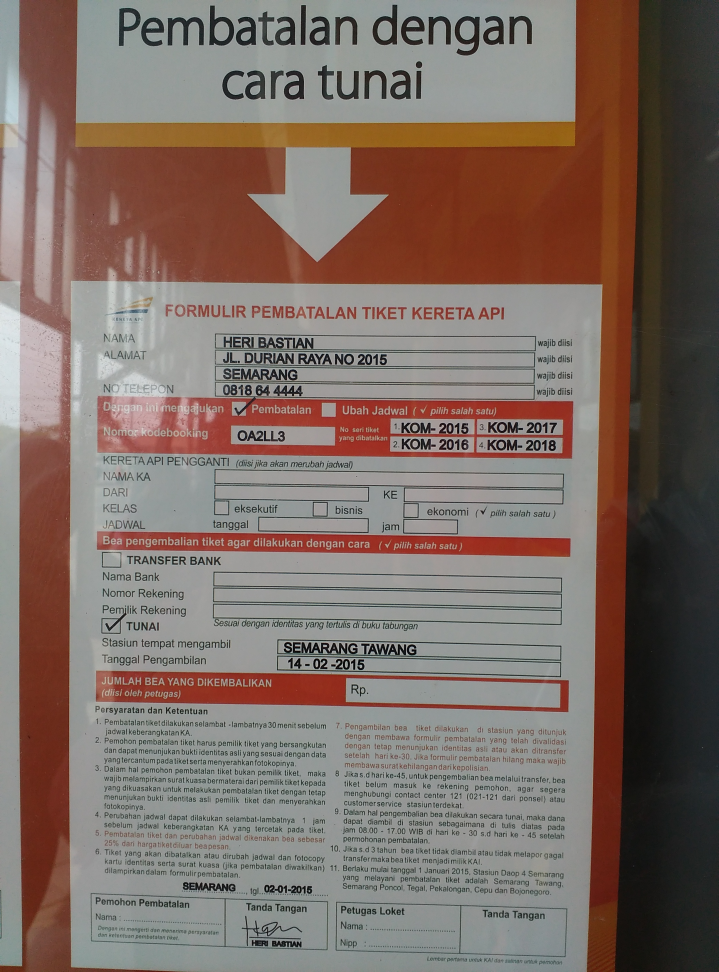 Pembatalan dengan
cara tunai
KERETA API
FORMULIR PEMBATALAN TIKET KERETA API
NAMA HERI BASTIAN wajib diisi
ALAMAT JL. DURIAN RAYA NO 2015 wajib diisi
SEMARANG wajib diisi
NO TELEPON 0818 64 4444 wajib diisi
Dengan ini mengajukan ✓ Pembatalan Ubah Jadwal (✓ pilih salah satu)
Nomor kodebooking OA2LL3 No seri tiket yang dibatalkan 1. KOM- 2015 3. KOM- 2017
2. KOM- 2016 4. KOM- 2018
KERETA API PENGGANTI (diisi jika akan merubah jadwal)
NAMA KA
DARI KE
KELAS eksekutif bisnis ekonomi (✓ pilih salah satu)
JADWAL tanggal jam
Bea pengembalian tiket agar dilakukan dengan cara (✓ pilih salah satu)
TRANSFER BANK
Nama Bank
Nomor Rekening
Pemilik Rekening
Sesuai dengan identitas yang tertulis di buku tabungan
✓ TUNAI
Stasiun tempat mengambil SEMARANG TAWANG
Tanggal Pengambilan 14 - 02 -2015
JUMLAH BEA YANG DIKEMBALIKAN
(diisi oleh petugas) Rp.
Persyaratan dan Ketentuan
1. Pembatalan tiket dilakukan selambat -lambatnya 30 menit sebelum
jadwal keberangkatan KA.
2. Pemohon pembatalan tiket harus pemilik tiket yang bersangkutan
dan dapat menunjukan bukti identitas asli yang sesuai dengan data
yang tercantum pada tiket serta menyerahkan fotokopinya.
3. Dalam hal pemohon pembatalan tiket bukan pemilik tiket, maka
wajib melampirkan surat kuasa bermaterai dari pemilik tiket kepada
yang dikuasakan untuk melakukan pembatalan tiket dengan tetap
menunjukan bukti identitas asli pemilik tiket dan menyerahkan
fotokopinya.
4. Perubahan jadwal dapat dilakukan selambat-lambatnya 1 jam
sebelum jadwal keberangkatan KA yang tercetak pada tiket.
5. Pembatalan tiket dan perubahan jadwal dikenakan bea sebesar
25% dari harga tiket diluar bea pesan.
6. Tiket yang akan dibatalkan atau dirubah jadwal dan fotocopy
kartu identitas serta surat kuasa (jika pembatalan diwakilkan)
dilampirkan dalam formulir pembatalan.
7. Pengambilan bea tiket dilakukan di stasiun yang ditunjuk
dengan membawa formulir pembatalan yang telah divalidasi
dengan tetap menunjukan identitas asli atau akan ditransfer
setelah hari ke-30. Jika formulir pembatalan hilang maka wajib
membawa surat kehilangan dari kepolisian.
8 Jika s.d hari ke-45, untuk pengembalian bea melalui transfer, bea
tiket belum masuk ke rekening pemohon, agar segera
menghubungi contact center 121 (021-121 dari ponsel) atau
customer service stasiun terdekat.
9. Dalam hal pengembalian bea dilakukan secara tunai, maka dana
dapat diambil di stasiun sebagaimana di tulis diatas pada
jam 08.00 - 17.00 WIB di hari ke - 30 s.d hari ke - 45 setelah
permohonan pembatalan.
10. Jika s.d 3 tahun bea tiket tidak diambil atau tidak melapor gagal
transfer maka bea tiket menjadi milik KAI.
11. Berlaku mulai tanggal 1 Januari 2015, Stasiun Daop 4 Semarang
yang melayani pembatalan tiket adalah Semarang Tawang,
Semarang Poncol, Tegal, Pekalongan, Cepu dan Bojonegoro.
SEMARANG...., tgl..02-01-2015
Pemohon Pembatalan Tanda Tangan
Nama :
Dengan ini mengerti dan menerima persyaratan
dan ketentuan pembatalan tiket.
HERI BASTIAN
Petugas Loket Tanda Tangan
Nama :
Nipp :
Lembar pertama untuk KAI dan salinan untuk pemohon